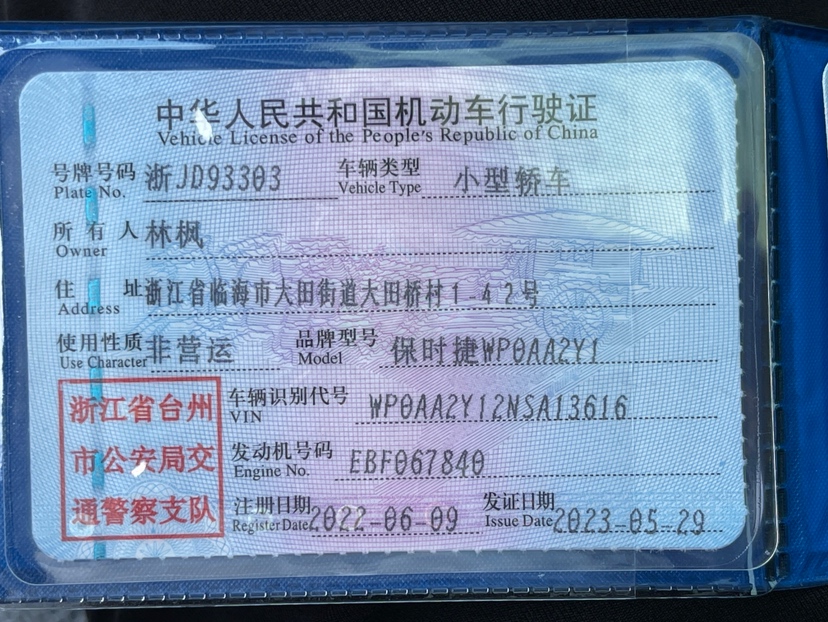 中华人民共和国机动车行驶证
Vehicle License of the People's Republic of China
号牌号码 浙JD93303 车辆类型 小型轿车
Plate No. Vehicle Type
所有人 林枫
Owner
住址 浙江省临海市大田街道大田桥村1-42号
Address
使用性质 非营运 品牌型号 保时捷WP0AA2Y1
Use Character Model
浙江省台州
市公安局交
通警察支队
车辆识别代号 WP0AA2Y12NSA13616
VIN
发动机号码 EBF067840
Engine No.
注册日期 2022-06-09 发证日期 2023-05-29
Register Date Issue Date